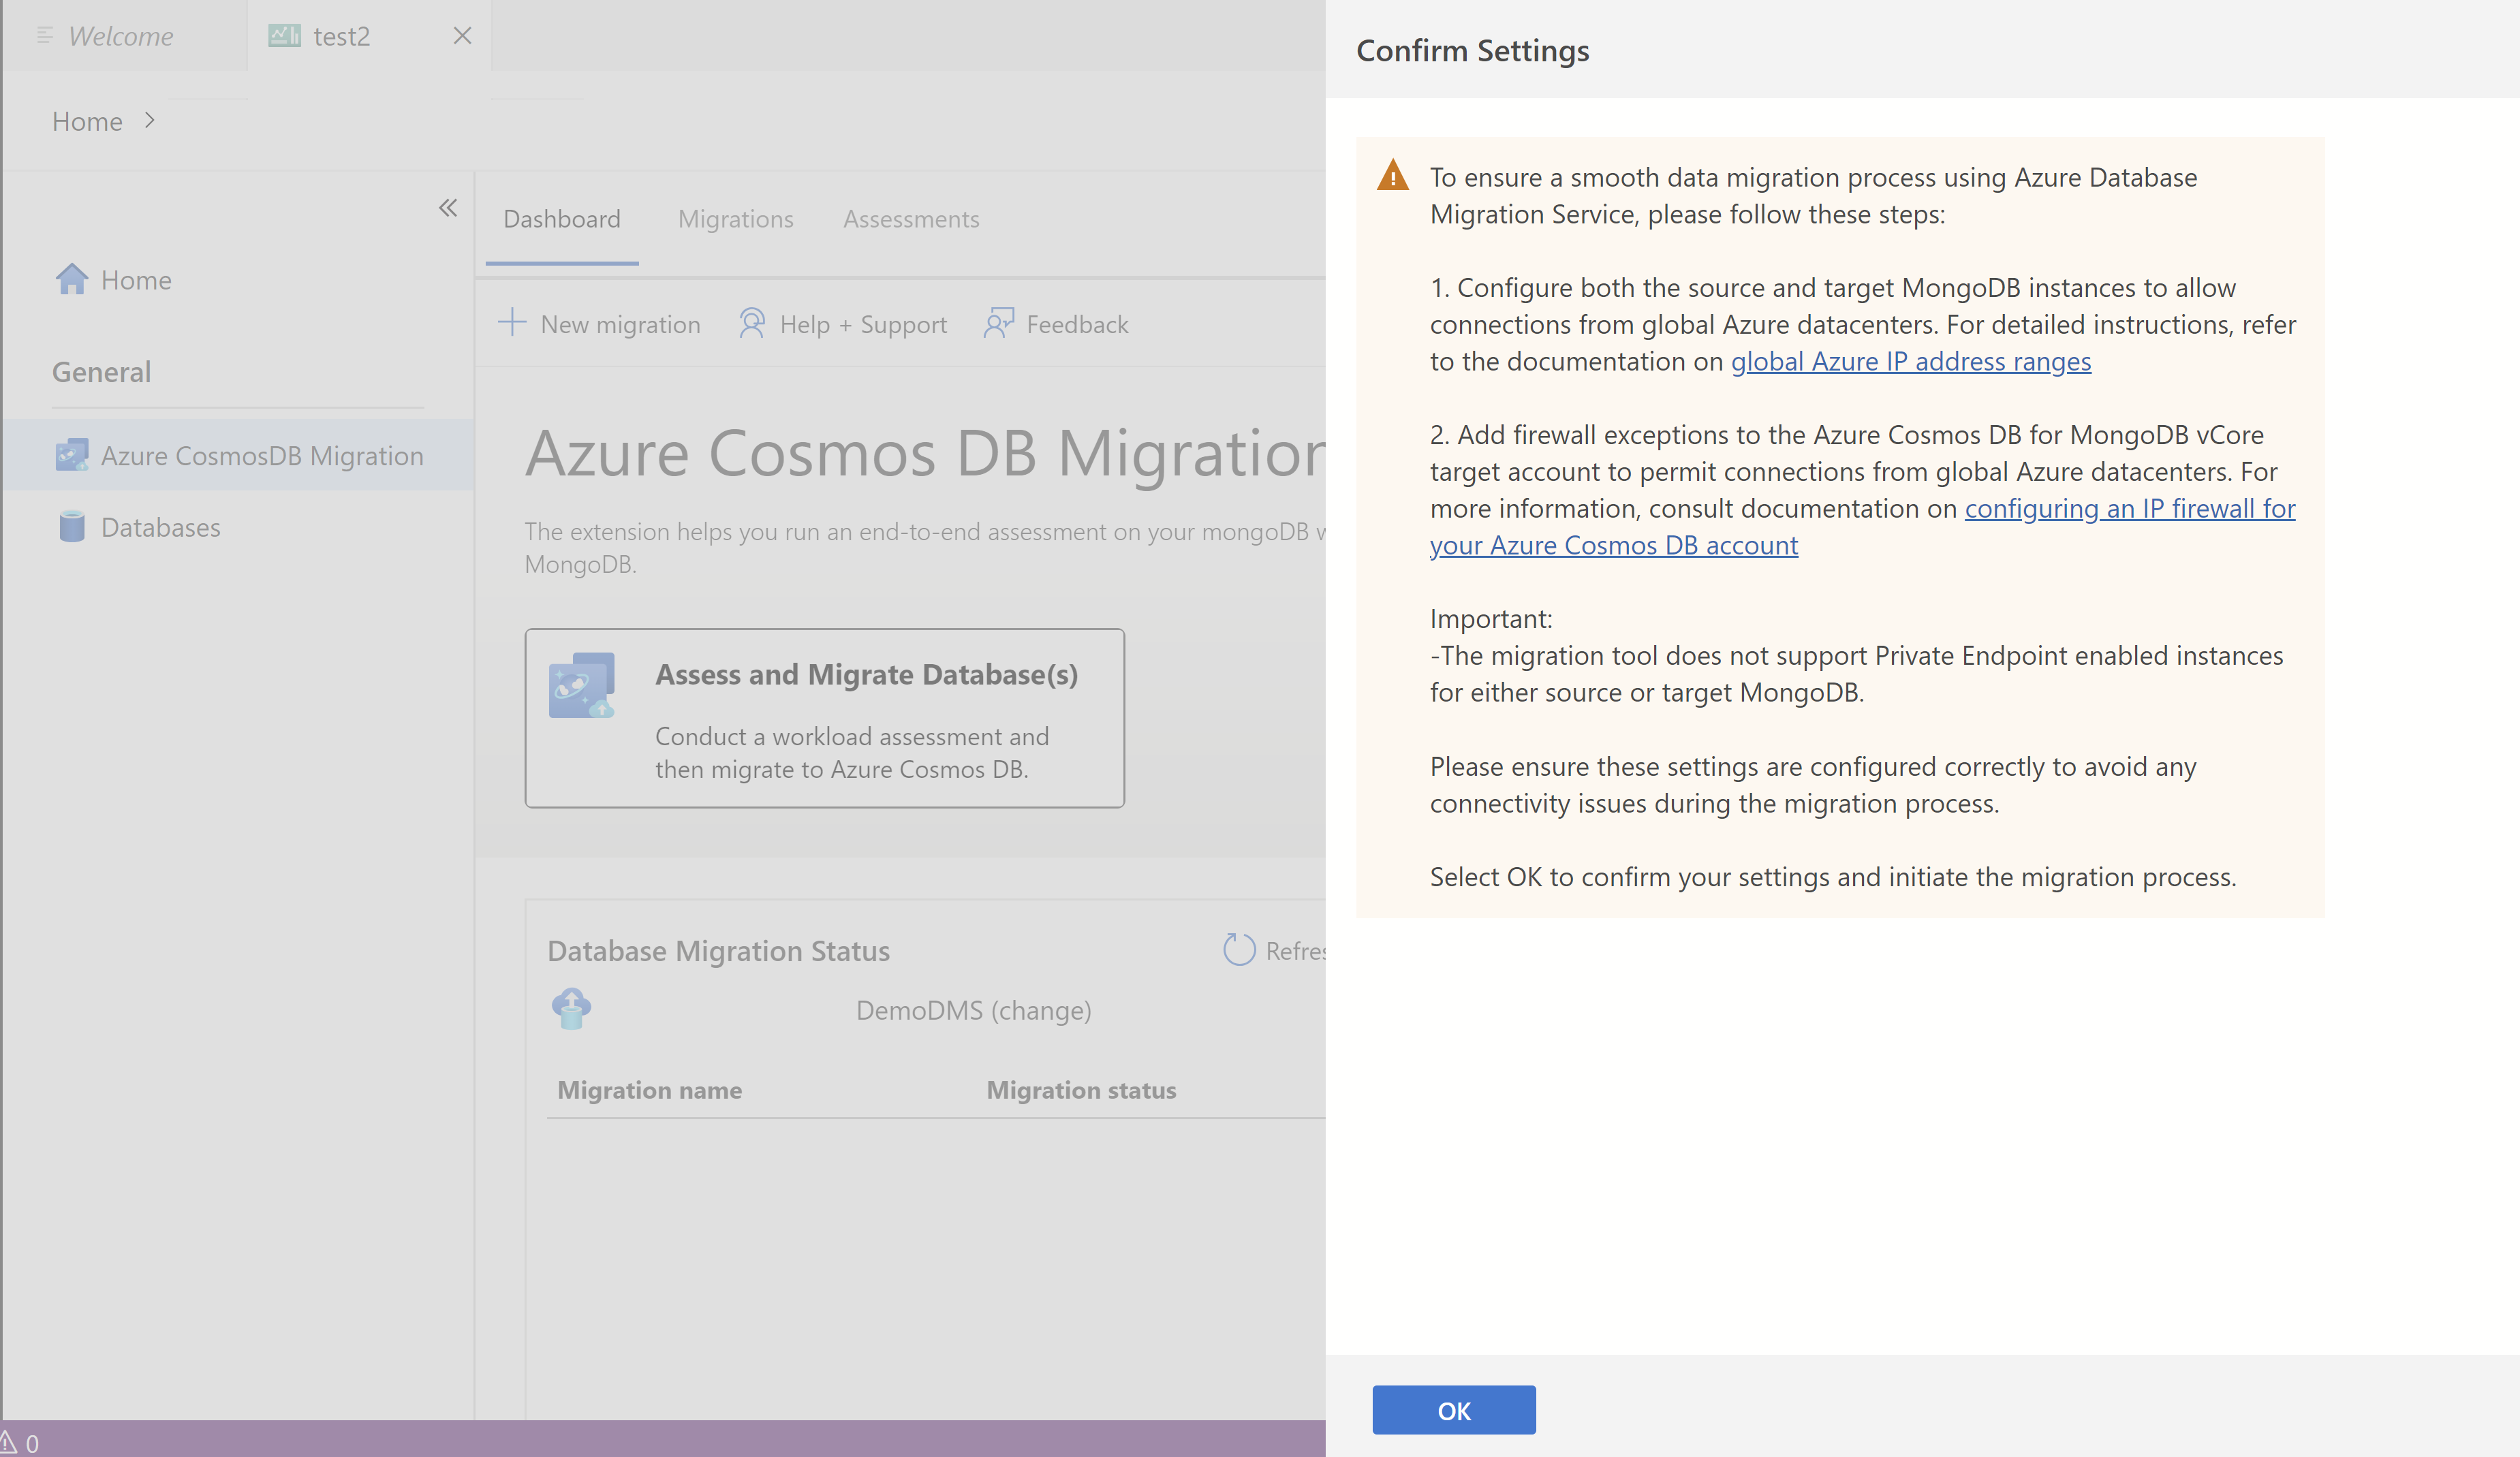 Welcome
test2
Home
Home
General
Azure CosmosDB Migration
Databases
Dashboard
Migrations
Assessments
New migration
Help + Support
Feedback
Azure Cosmos DB Migration
The extension helps you run an end-to-end assessment on your mongoDB
MongoDB.
Assess and Migrate Database(s)
Conduct a workload assessment and
then migrate to Azure Cosmos DB.
Database Migration Status
Refres
DemoDMS (change)
Migration name
Migration status
0
Confirm Settings
To ensure a smooth data migration process using Azure Database
Migration Service, please follow these steps:
1. Configure both the source and target MongoDB instances to allow
connections from global Azure datacenters. For detailed instructions, refer
to the documentation on global Azure IP address ranges
2. Add firewall exceptions to the Azure Cosmos DB for MongoDB vCore
target account to permit connections from global Azure datacenters. For
more information, consult documentation on configuring an IP firewall for
your Azure Cosmos DB account
Important:
-The migration tool does not support Private Endpoint enabled instances
for either source or target MongoDB.
Please ensure these settings are configured correctly to avoid any
connectivity issues during the migration process.
Select OK to confirm your settings and initiate the migration process.
OK